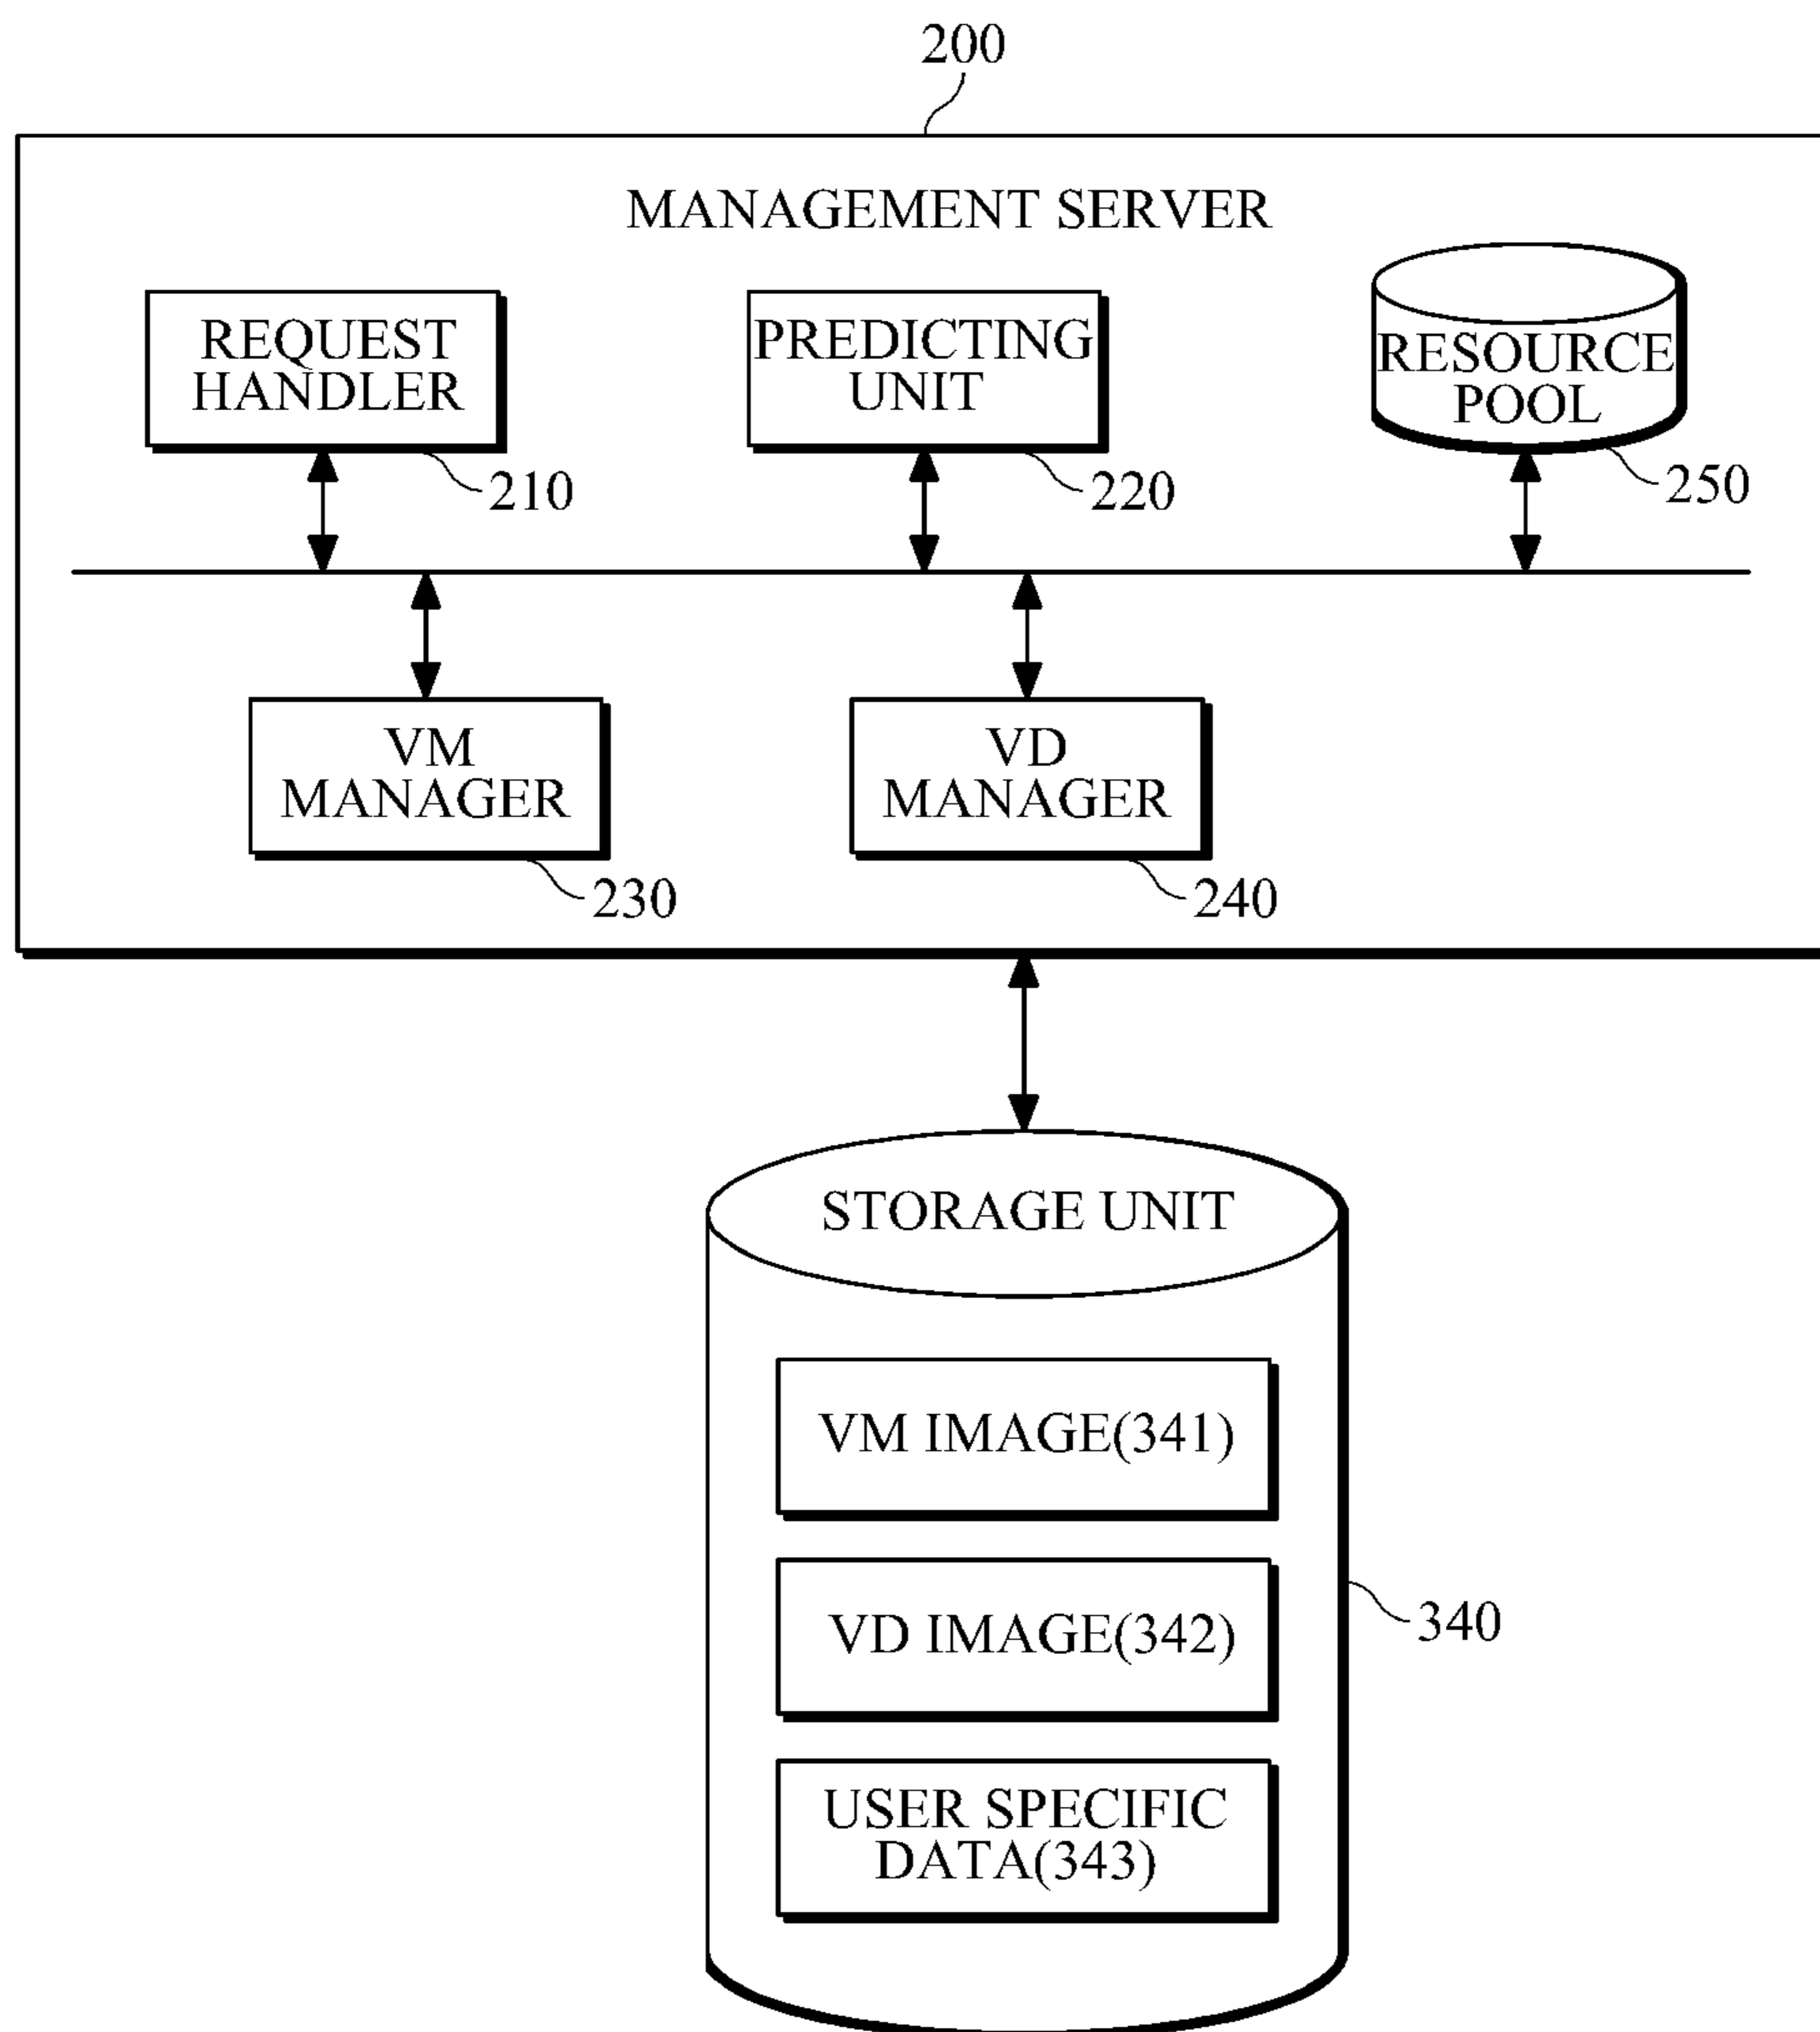 200
MANAGEMENT SERVER
REQUEST
HANDLER
210
PREDICTING
UNIT
220
RESOURCE
POOL
250
VM
MANAGER
230
VD
MANAGER
240
STORAGE UNIT
VM IMAGE(341)
VD IMAGE(342)
340
USER SPECIFIC
DATA(343)